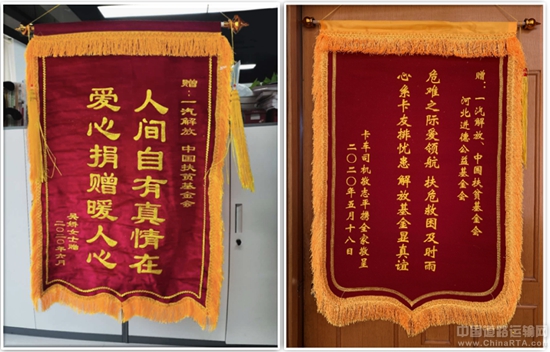 赠：一汽解放 中国扶贫基金会
人间自有真情在
爱心捐赠暖人心
女士赠
二〇二〇年六月
赠：一汽解放、中国扶贫基金会
河北进德公益基金会
危难之际爱领航 扶危救困及时雨
心系卡友排忧患 解放基金显真谊
卡车司机敬志平携全家敬呈
二〇二〇年五月十八日
中国道路运输网
www.ChinaRTA.com